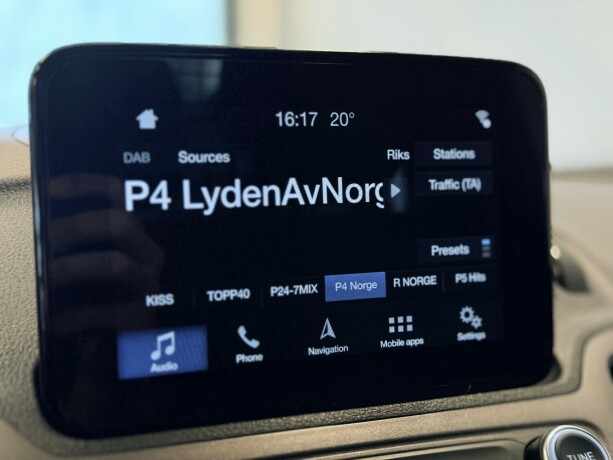 16:17 20°
DAB Sources Riks Stations
P4 LydenAvNorg
Traffic (TA)
Presets
KISS TOPP40 P24-7MIX P4 Norge R NORGE P5 Hits
Audio Phone Navigation Mobile apps Settings
TUNE